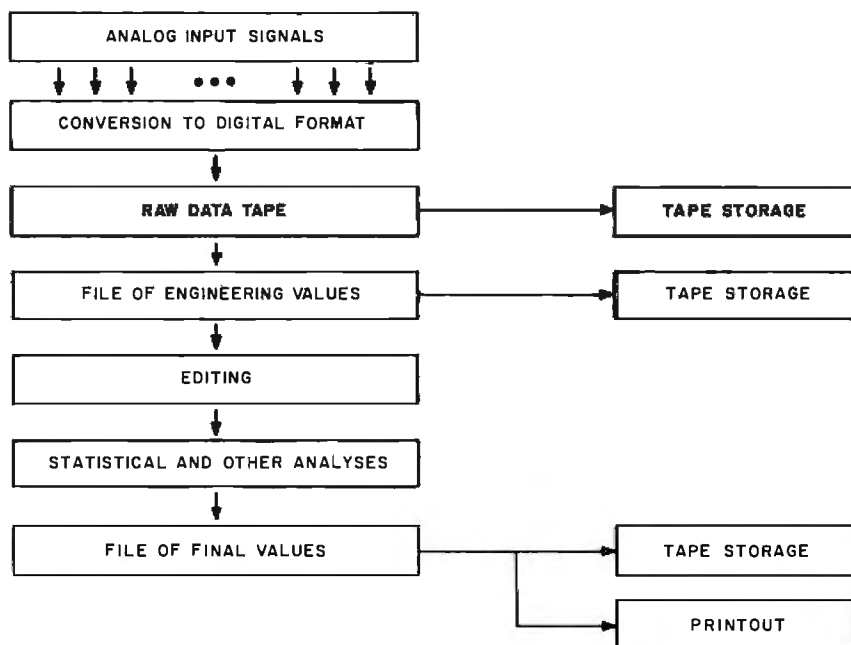 ANALOG INPUT SIGNALS
CONVERSION TO DIGITAL FORMAT
RAW DATA TAPE
TAPE STORAGE
FILE OF ENGINEERING VALUES
TAPE STORAGE
EDITING
STATISTICAL AND OTHER ANALYSES
FILE OF FINAL VALUES
TAPE STORAGE
PRINTOUT